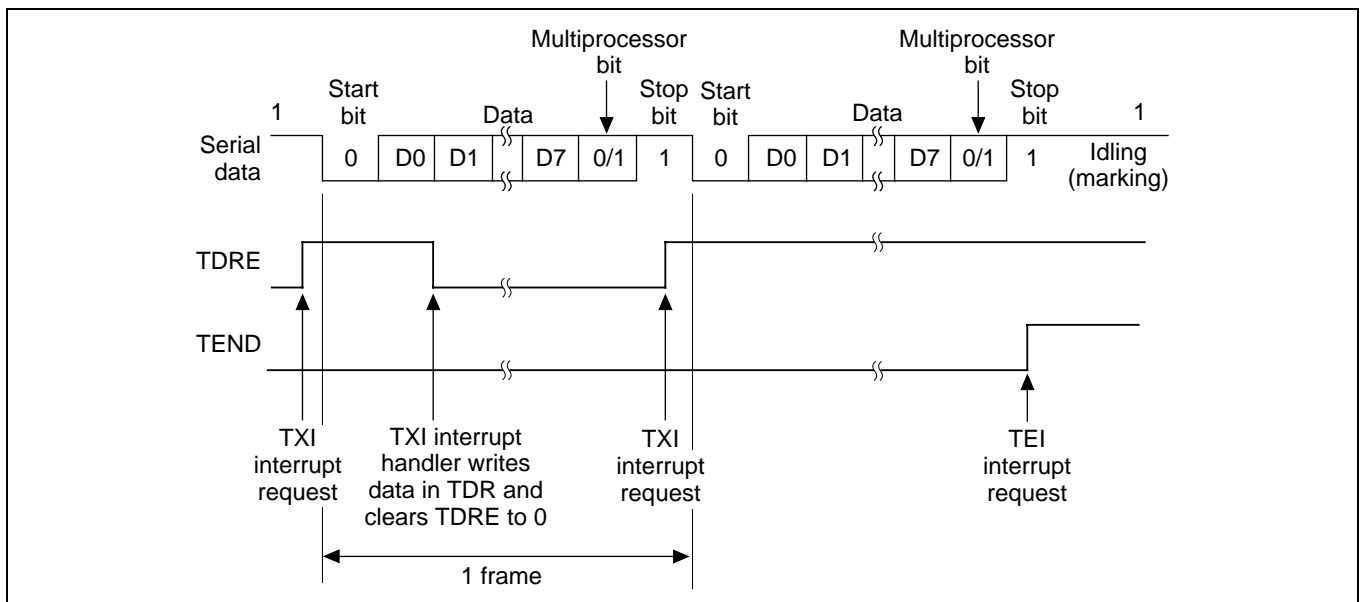 Multiprocessor
bit
Multiprocessor
bit
Start
bit
Stop
bit
Start
bit
Stop
bit
1
Data
Data
1
Serial
data
0
D0
D1
D7
0/1
1
0
D0
D1
D7
0/1
1
Idling
(marking)
TDRE
TEND
TXI
interrupt
request
TXI interrupt
handler writes
data in TDR and
clears TDRE to 0
TXI
interrupt
request
TEI
interrupt
request
1 frame